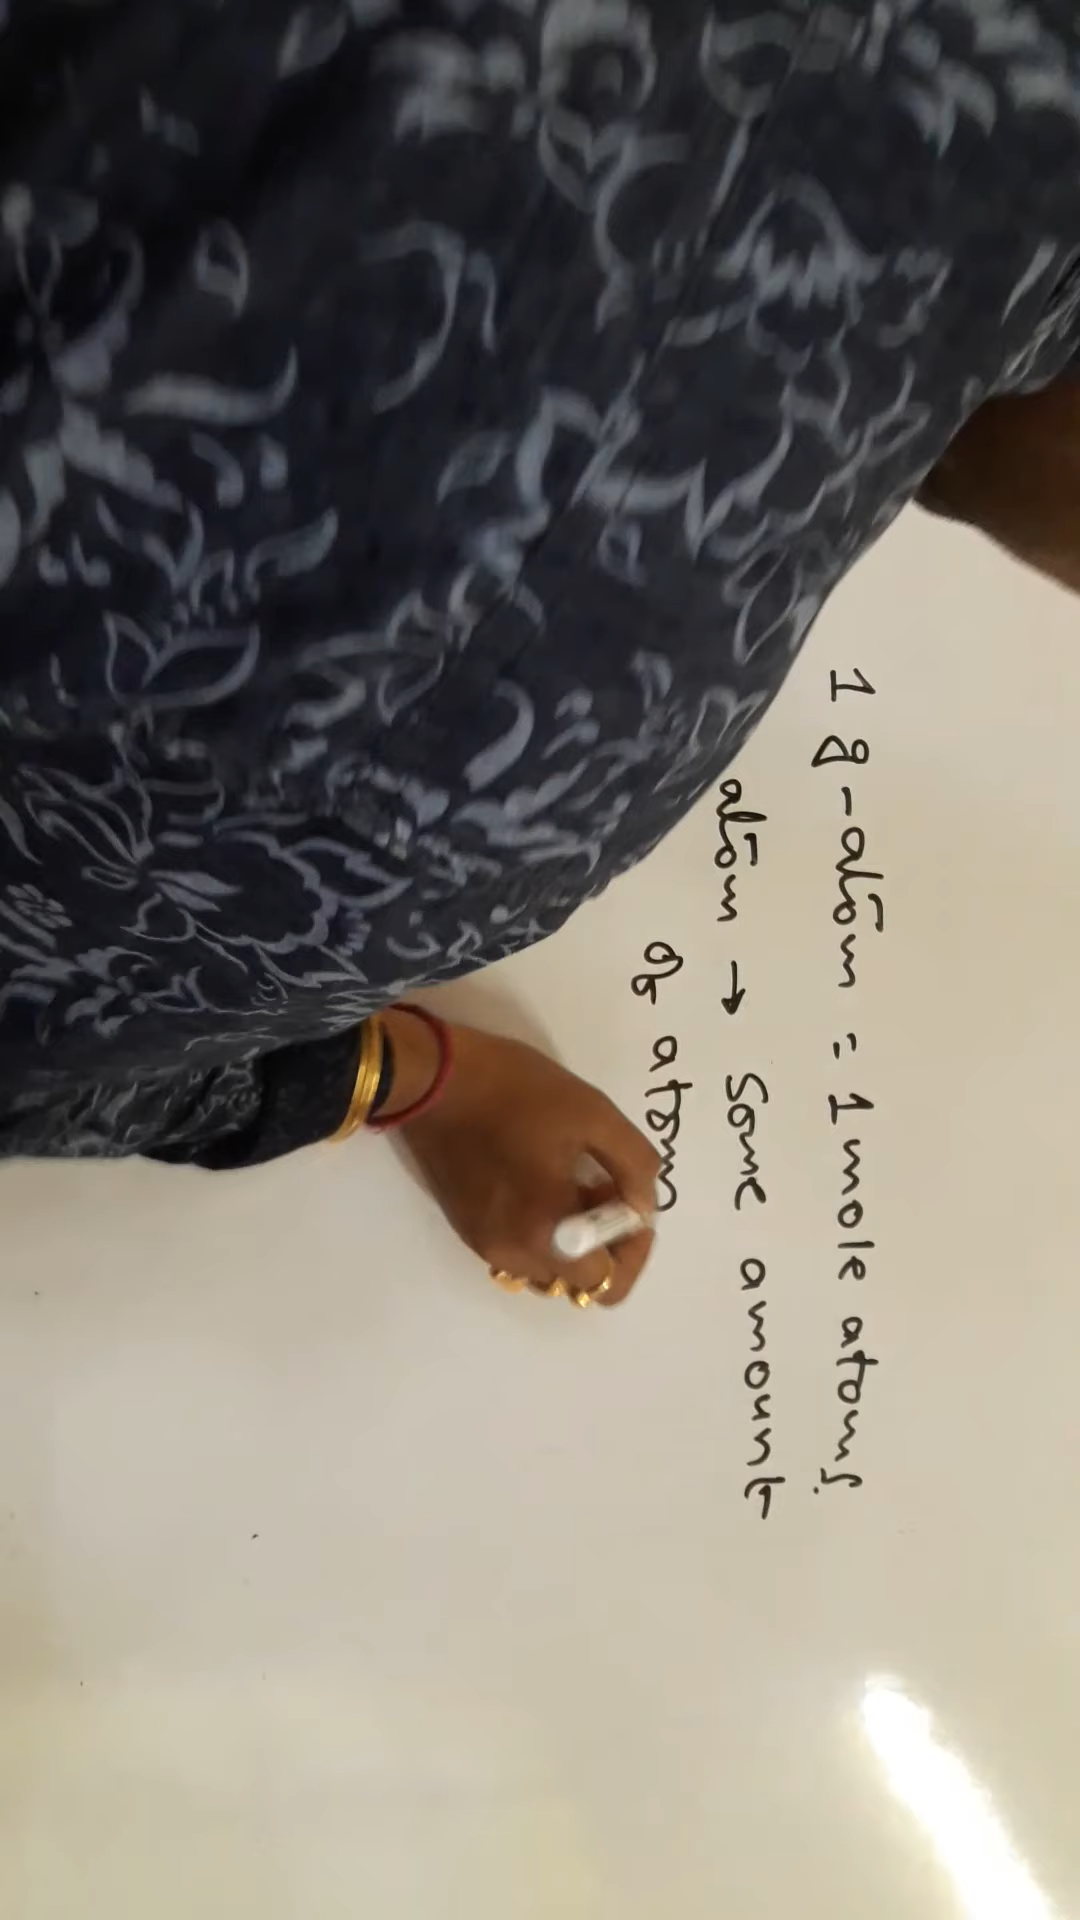 1 g-atom = 1 mole atoms.
atom → Some amount
of atom